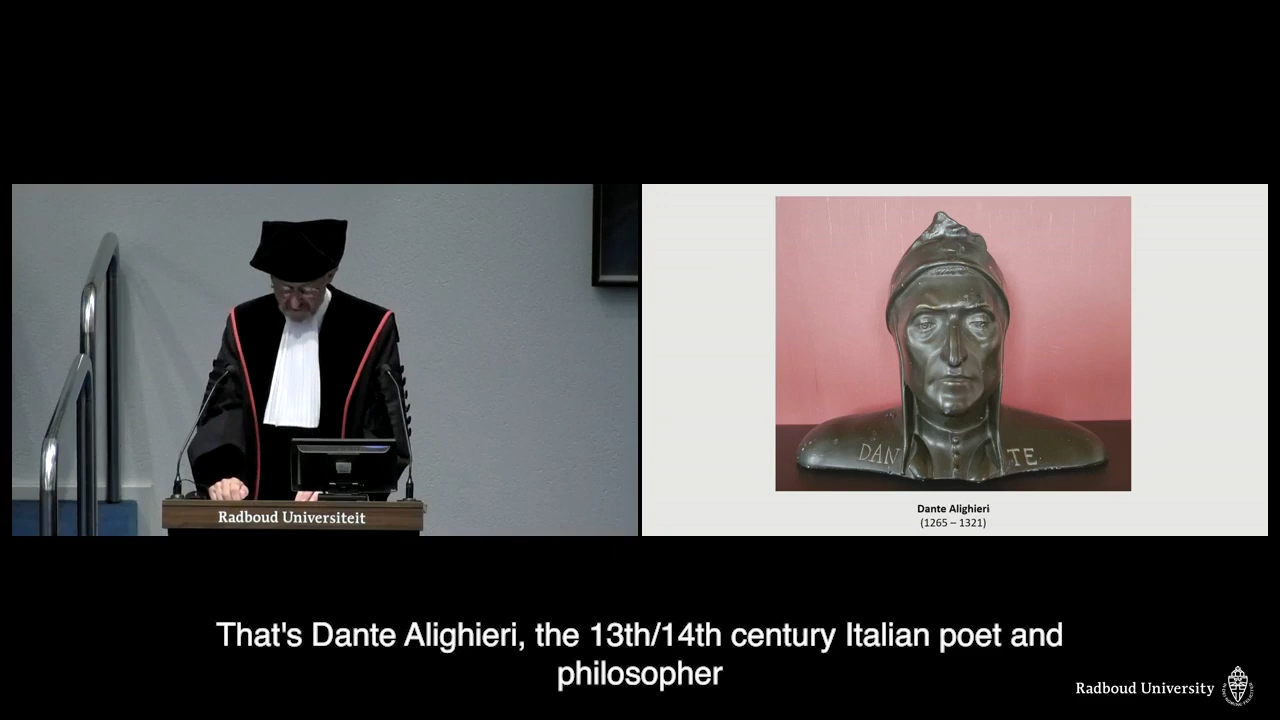 Radboud Universiteit
DAN TE
Dante Alighieri
(1265 – 1321)
That's Dante Alighieri, the 13th/14th century Italian poet and
philosopher
Radboud University